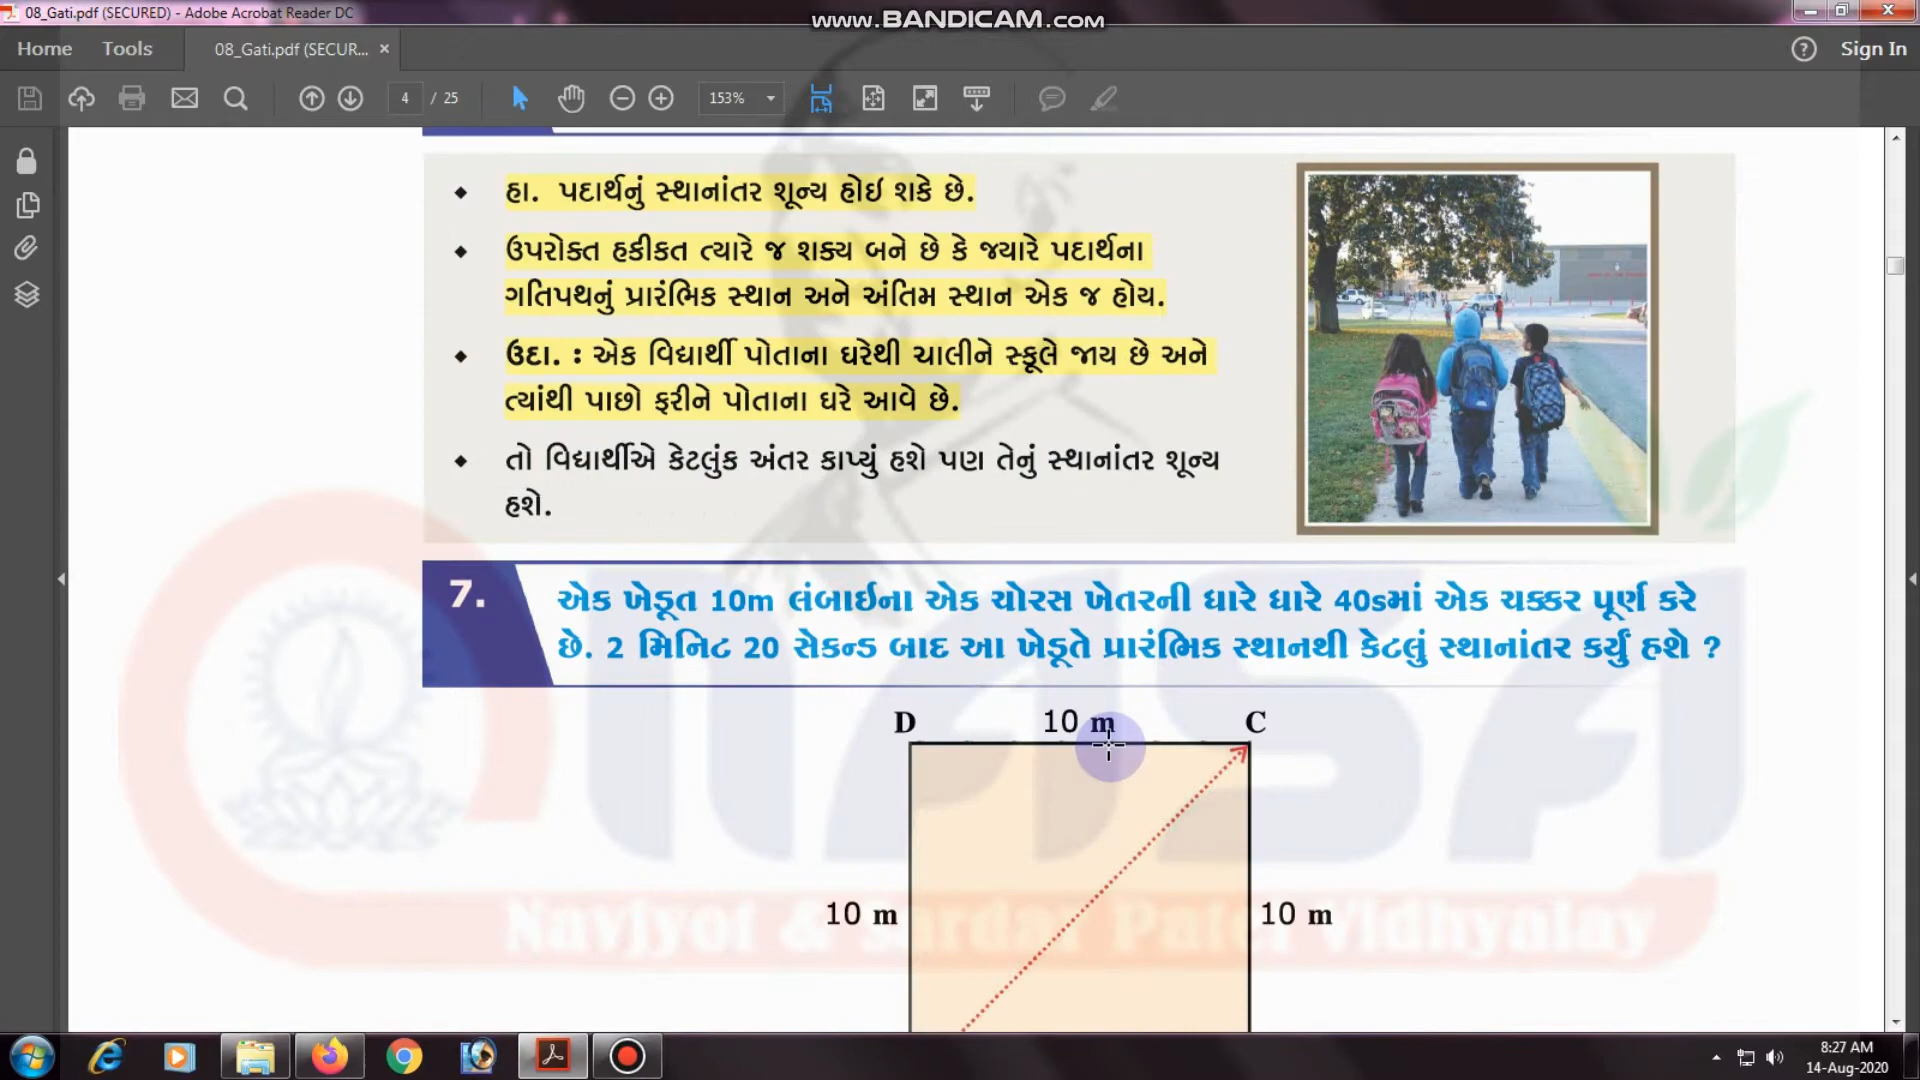 08_Gati.pdf (SECURED) - Adobe Acrobat Reader DC
www.BANDICAM.com
Home
Tools
08_Gati.pdf (SECUR...
Sign In
4 / 25
153%
હા. પદાર્થનું સ્થાનાંતર શૂન્ય હોઈ શકે છે.
ઉપરોક્ત હકીકત ત્યારે જ શક્ય બને છે કે જ્યારે પદાર્થના
ગતિપથનું પ્રારંભિક સ્થાન અને અંતિમ સ્થાન એક જ હોય.
ઉદા. : એક વિદ્યાર્થી પોતાના ઘરેથી ચાલીને સ્કૂલે જાય છે અને
ત્યાંથી પાછો ફરીને પોતાના ઘરે આવે છે.
તો વિદ્યાર્થીએ કેટલુંક અંતર કાપ્યું હશે પણ તેનું સ્થાનાંતર શૂન્ય
હશે.
7.
એક ખેડૂત 10m લંબાઈના એક ચોરસ ખેતરની ધારે ધારે 40sમાં એક ચક્કર પૂર્ણ કરે
છે. 2 મિનિટ 20 સેકન્ડ બાદ આ ખેડૂતે પ્રારંભિક સ્થાનથી કેટલું સ્થાનાંતર કર્યું હશે ?
D 10 m C
10 m 10 m
Navjyot & Sardar Patel Vidhyalay
8:27 AM
14-Aug-2020